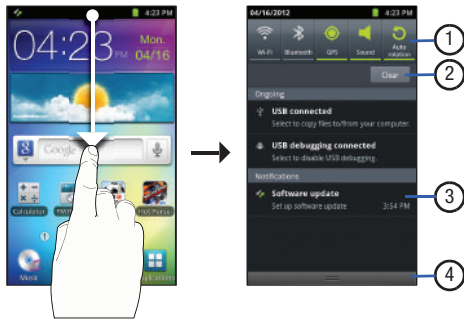 4:23 PM
04:23 PM
Mon.
04/16
Google
Calculator
Hot Pursu
Music
04/16/2012 4:23 PM
Wi-Fi Bluetooth GPS Sound Auto rotation
1
Clear
2
Ongoing
USB connected
Select to copy files to/from your computer.
USB debugging connected
Select to disable USB debugging.
Notifications
Software update
Set up software update 3:54 PM
3
4